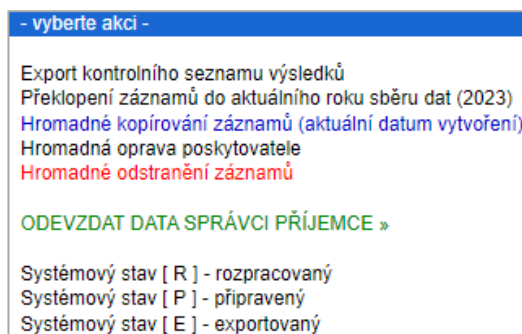 - vyberte akci -
Export kontrolního seznamu výsledků
Překlopení záznamů do aktuálního roku sběru dat (2023)
Hromadné kopírování záznamů (aktuální datum vytvoření)
Hromadná oprava poskytovatele
Hromadné odstranění záznamů
ODEVZDAT DATA SPRÁVCI PŘÍJEMCE »
Systémový stav [ R ] - rozpracovaný
Systémový stav [ P ] - připravený
Systémový stav [ E ] - exportovaný